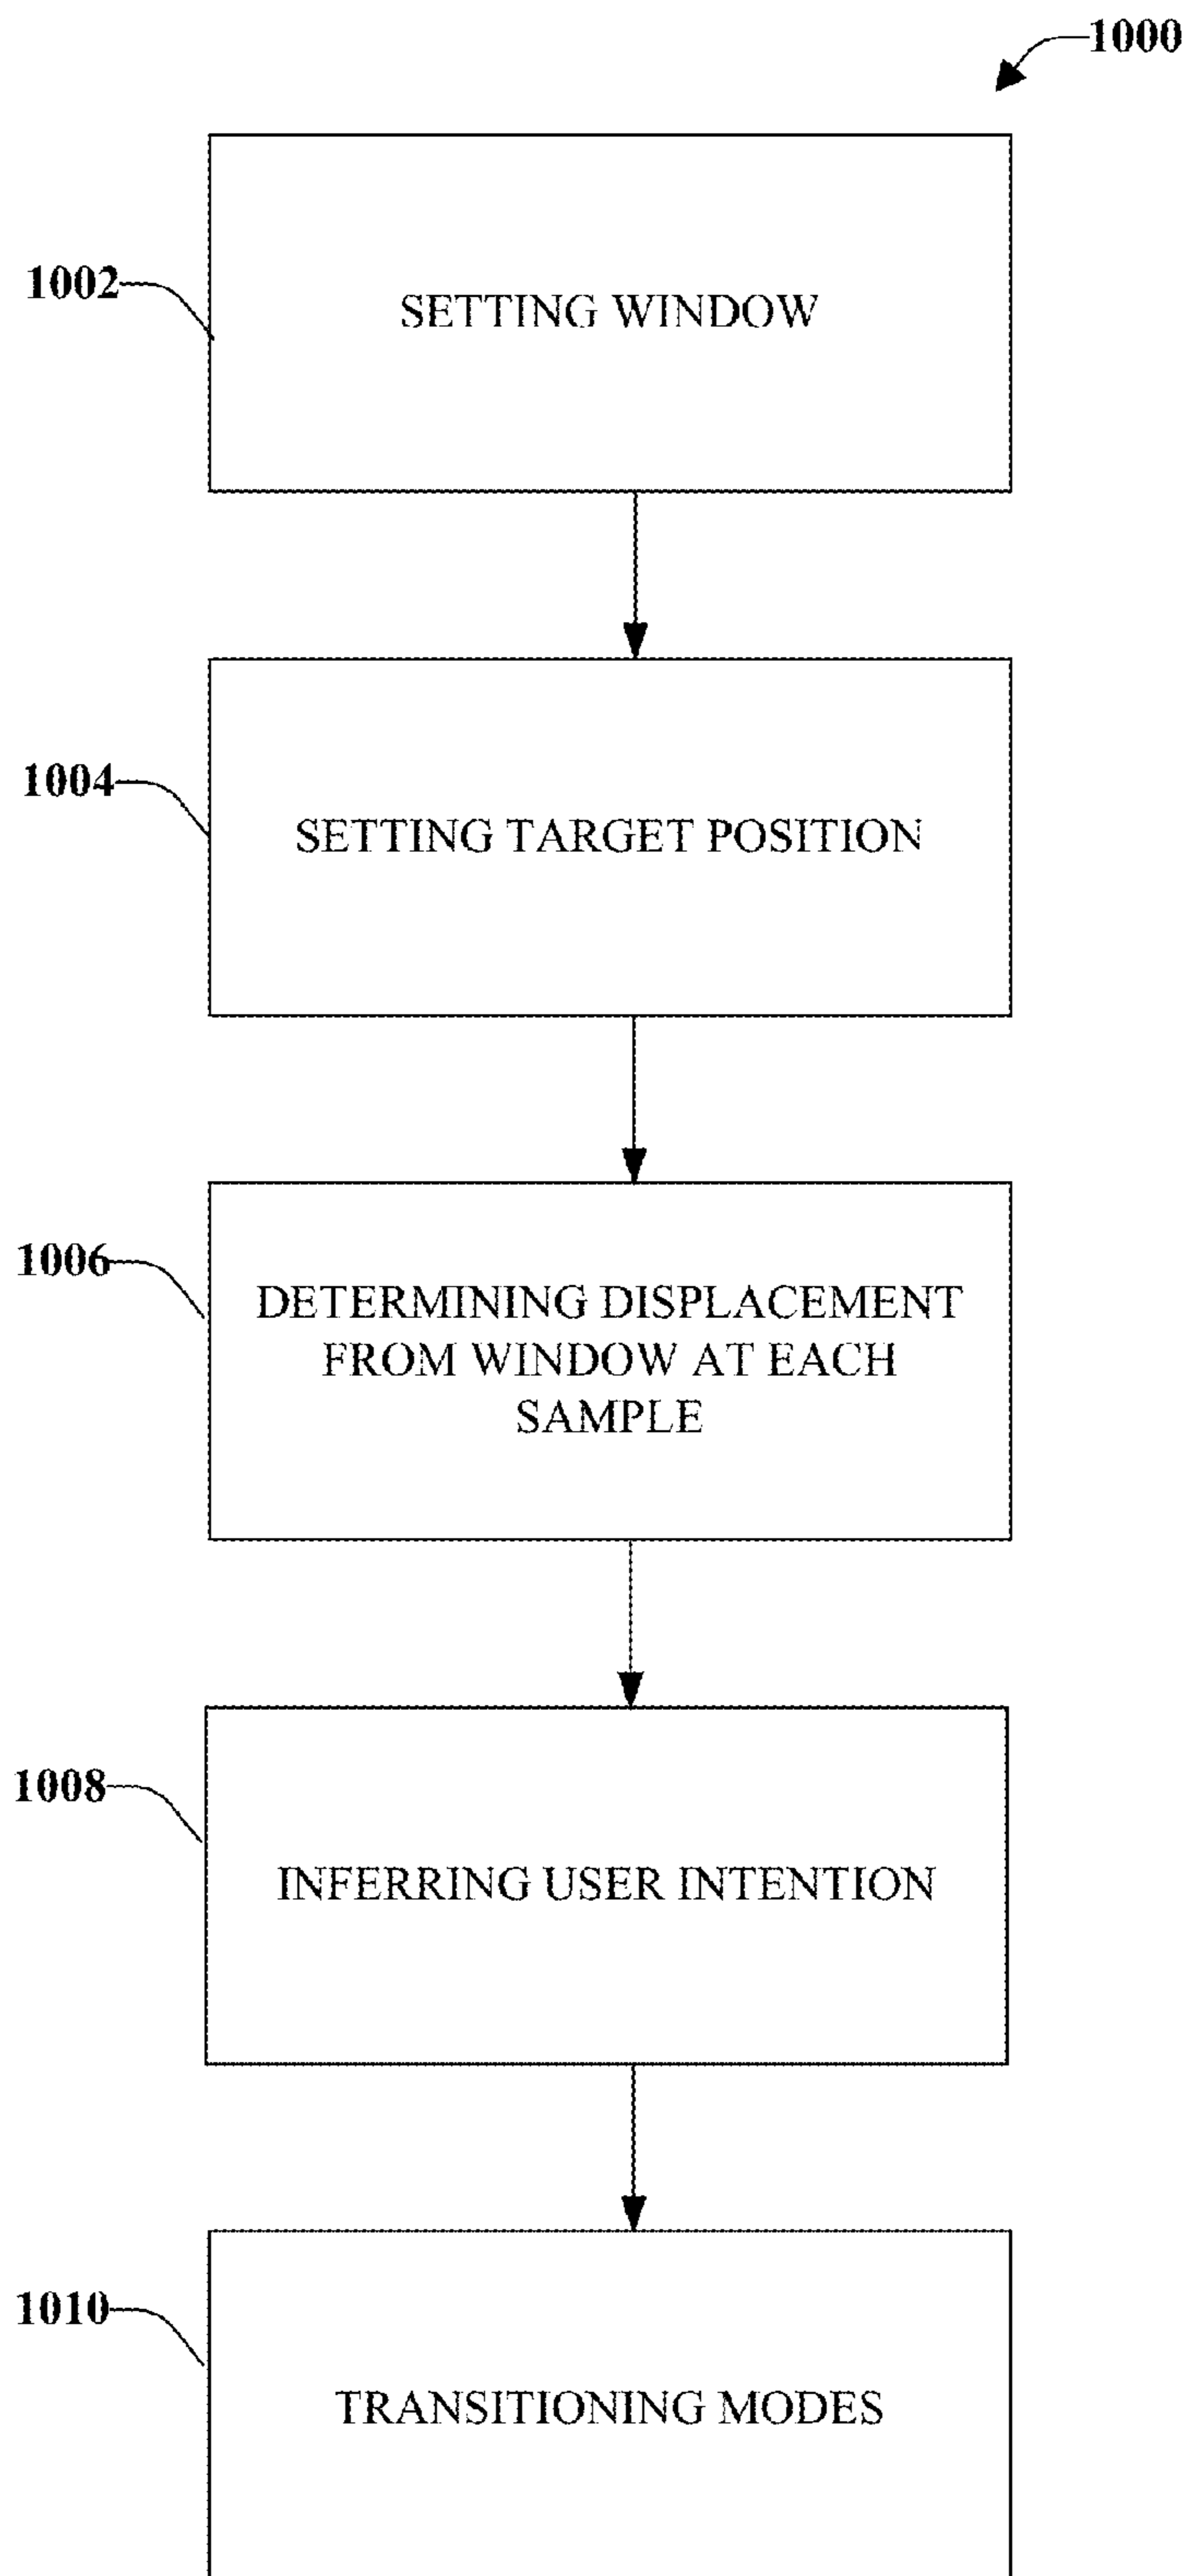 1000
1002
SETTING WINDOW
1004
SETTING TARGET POSITION
1006
DETERMINING DISPLACEMENT
FROM WINDOW AT EACH
SAMPLE
1008
INFERRING USER INTENTION
1010
TRANSITIONING MODES